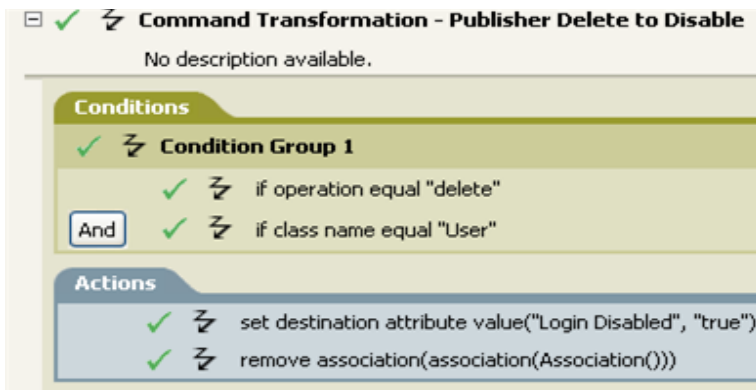 Command Transformation - Publisher Delete to Disable
No description available.
Conditions
Condition Group 1
if operation equal "delete"
And if class name equal "User"
Actions
set destination attribute value("Login Disabled", "true")
remove association(association(Association()))